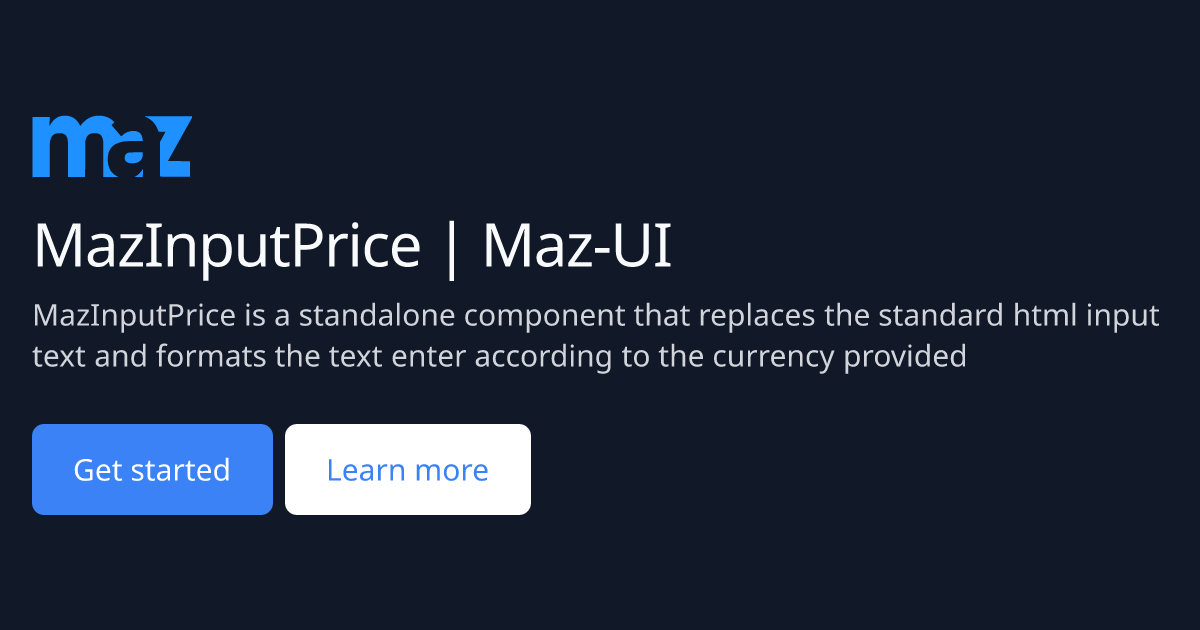 maz
MazInputPrice | Maz-UI
MazInputPrice is a standalone component that replaces the standard html input
text and formats the text enter according to the currency provided
Get started
Learn more